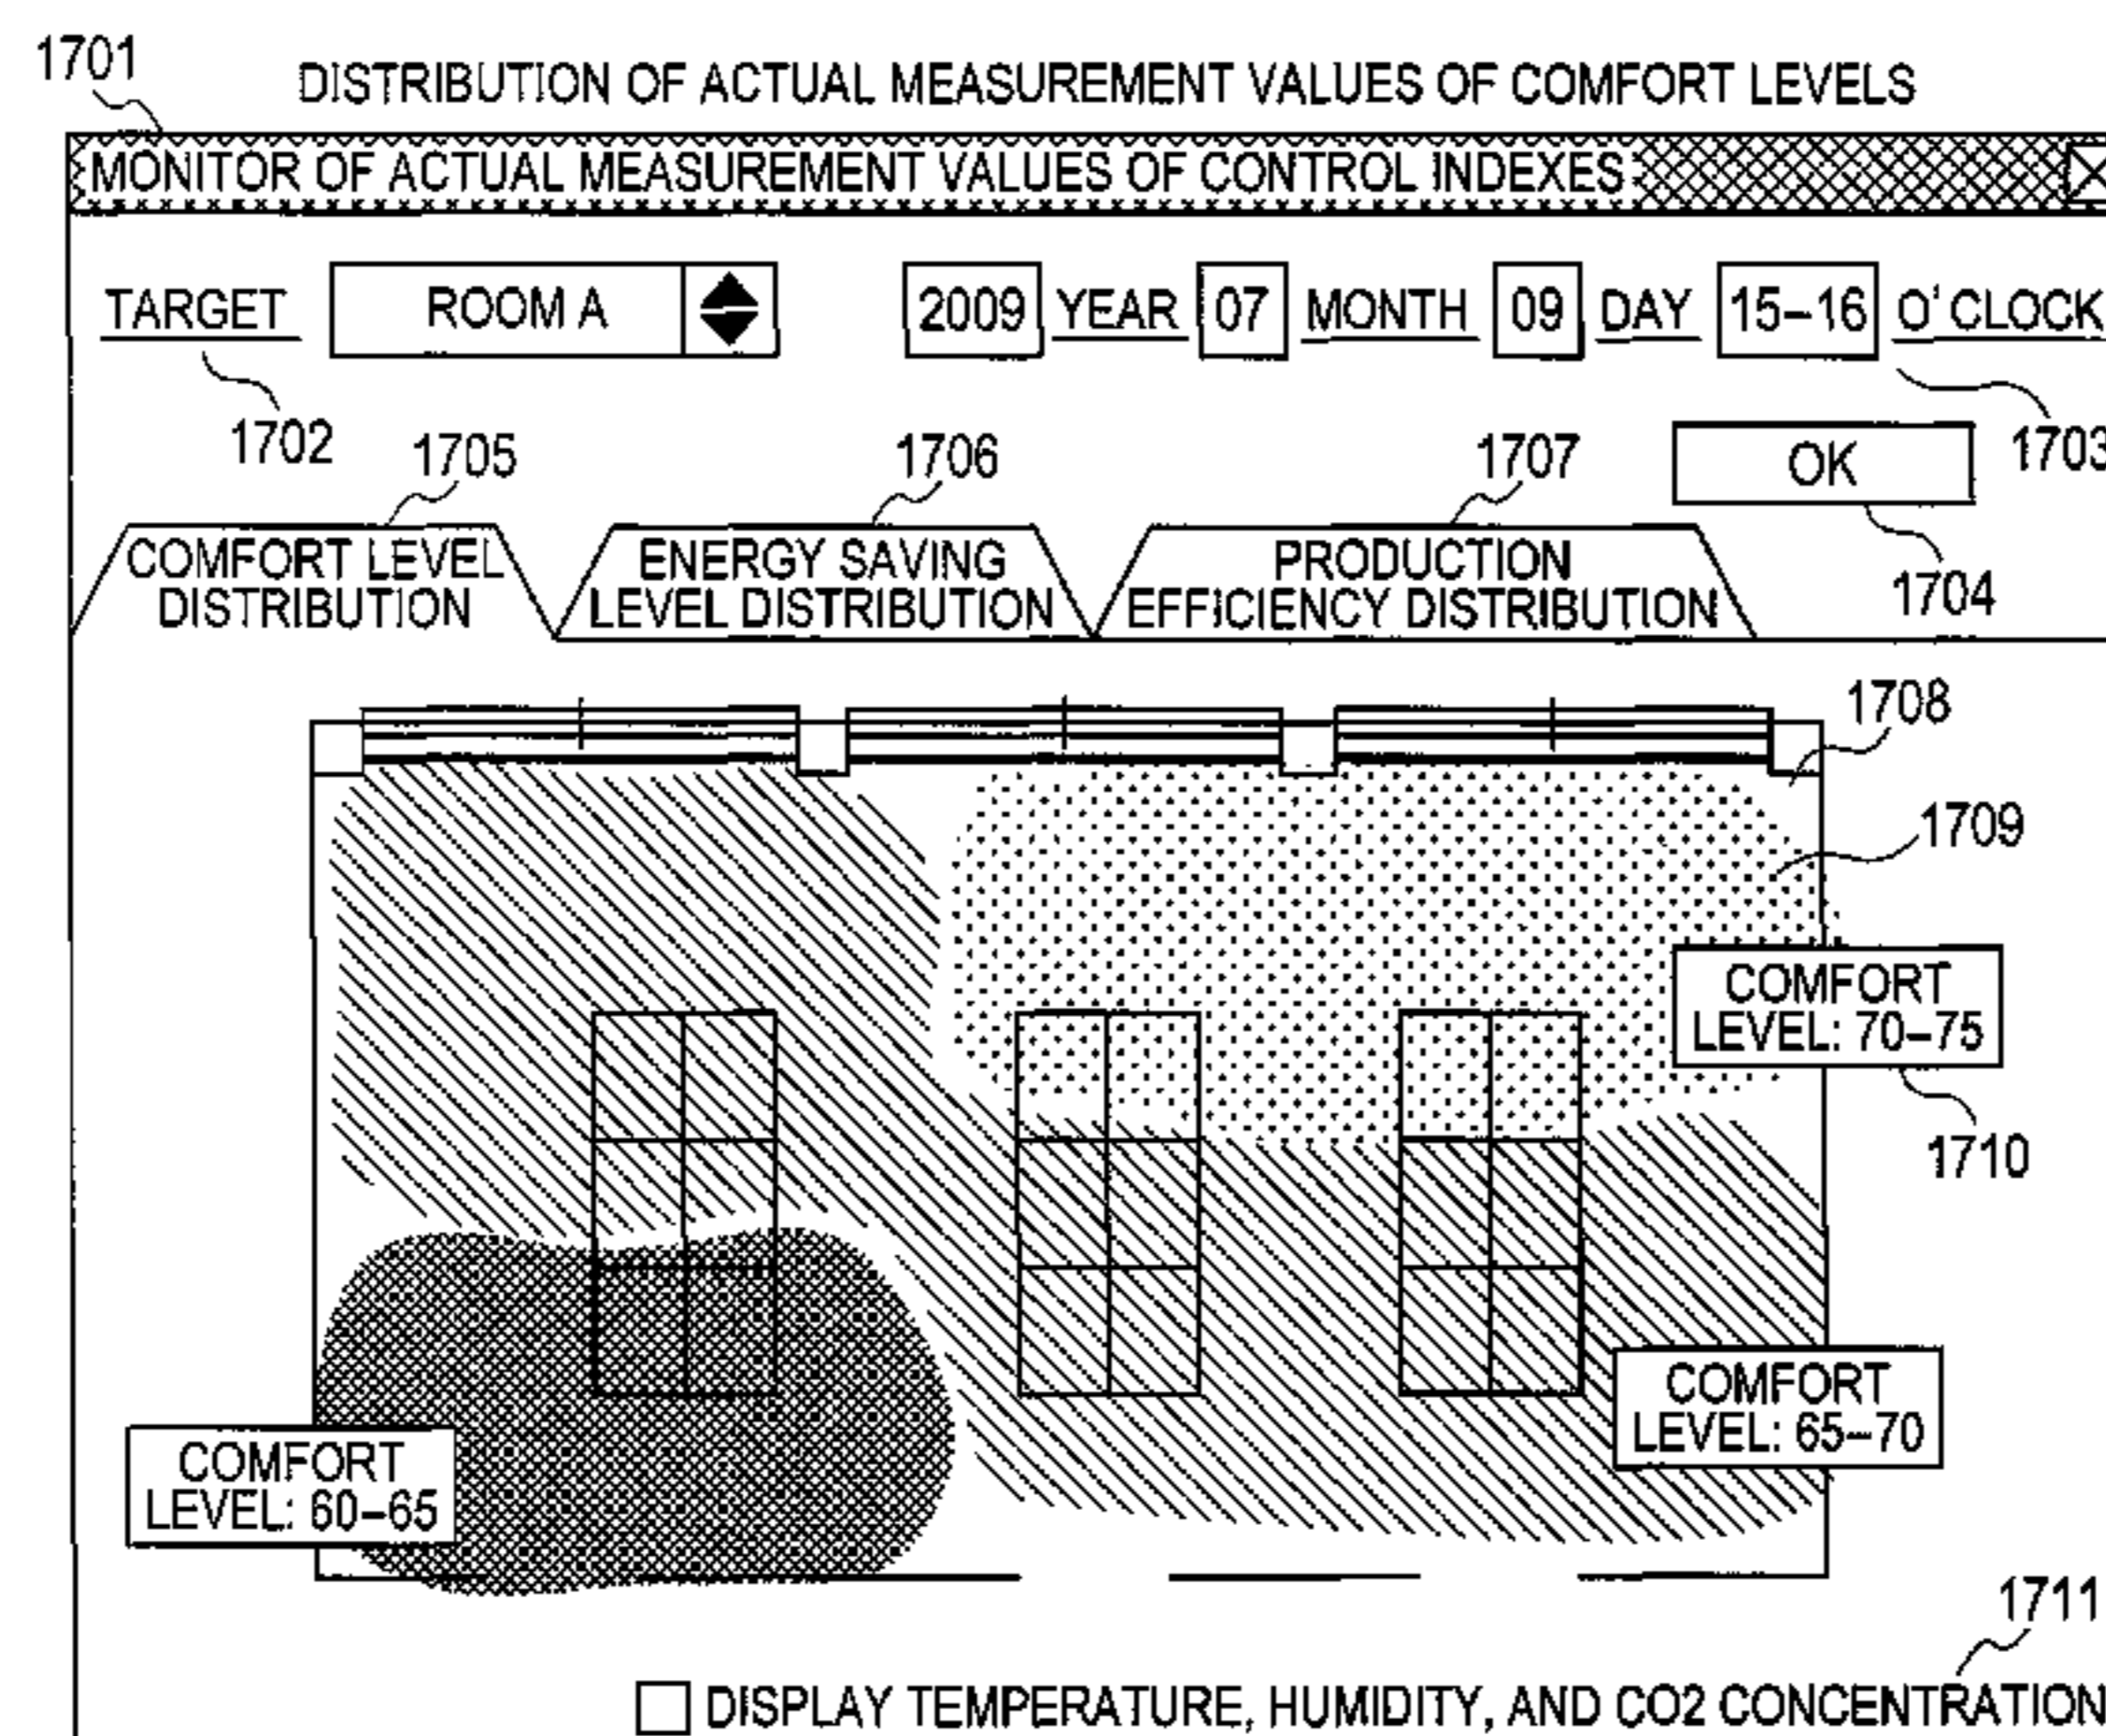 1701
DISTRIBUTION OF ACTUAL MEASUREMENT VALUES OF COMFORT LEVELS
MONITOR OF ACTUAL MEASUREMENT VALUES OF CONTROL INDEXES
TARGET ROOM A 2009 YEAR 07 MONTH 09 DAY 15–16 O'CLOCK
1702
1703
1705
1706
1707
OK
1704
COMFORT LEVEL
DISTRIBUTION
ENERGY SAVING
LEVEL DISTRIBUTION
PRODUCTION
EFFICIENCY DISTRIBUTION
1708
1709
COMFORT
LEVEL: 70–75
1710
COMFORT
LEVEL: 65–70
COMFORT
LEVEL: 60–65
1711
DISPLAY TEMPERATURE, HUMIDITY, AND CO2 CONCENTRATION